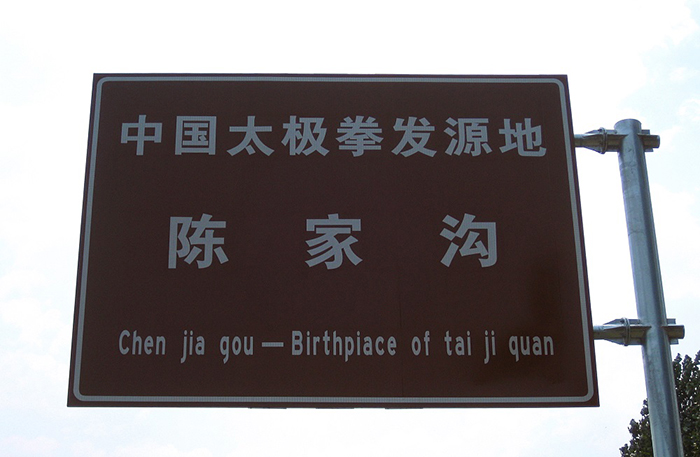 中国太极拳发源地
陈家沟
Chen jia gou — Birthpiace of tai ji quan